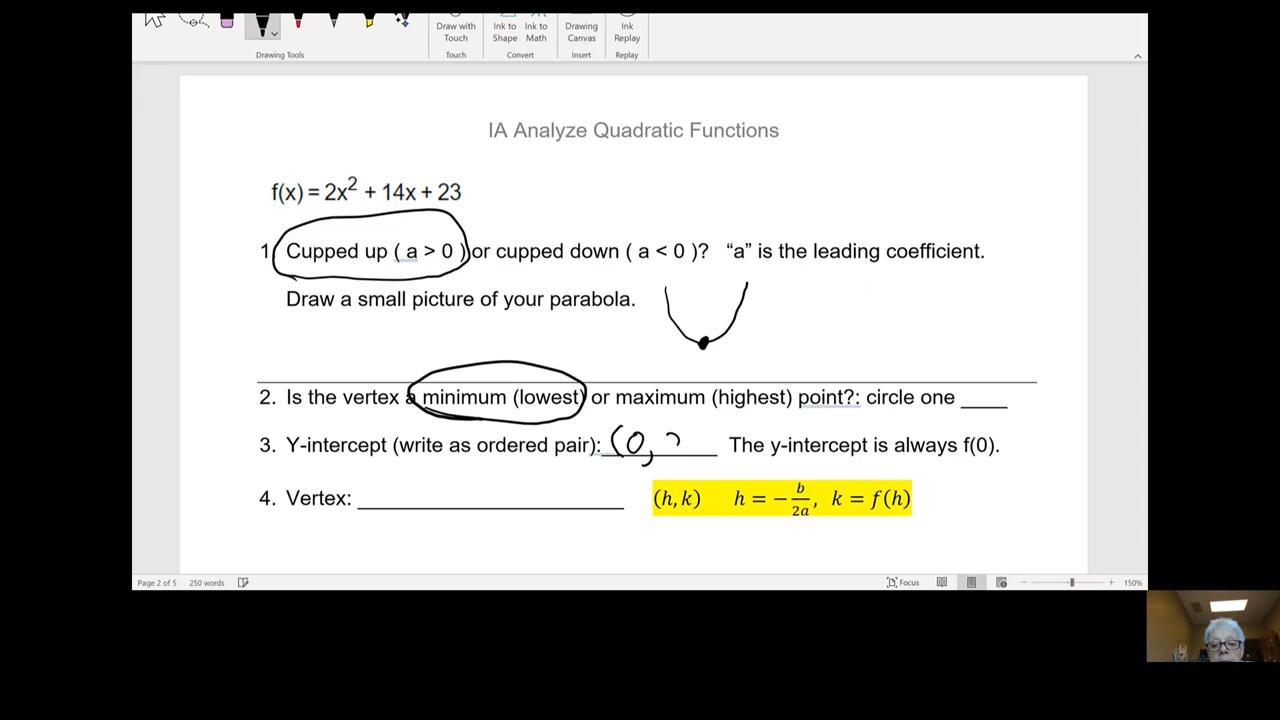 Draw with Touch
Ink to Shape
Ink to Math
Drawing Canvas
Ink Replay
Drawing Tools
Touch
Convert
Insert
Replay
IA Analyze Quadratic Functions
f(x) = 2x² + 14x + 23
1. Cupped up ( a > 0 ) or cupped down ( a < 0 )? “a” is the leading coefficient.
Draw a small picture of your parabola.
2. Is the vertex a minimum (lowest) or maximum (highest) point?: circle one ____
3. Y-intercept (write as ordered pair): (0, The y-intercept is always f(0).
4. Vertex: ____ (h, k) h = −b/2a, k = f(h)
Page 2 of 5 250 words Focus 150%